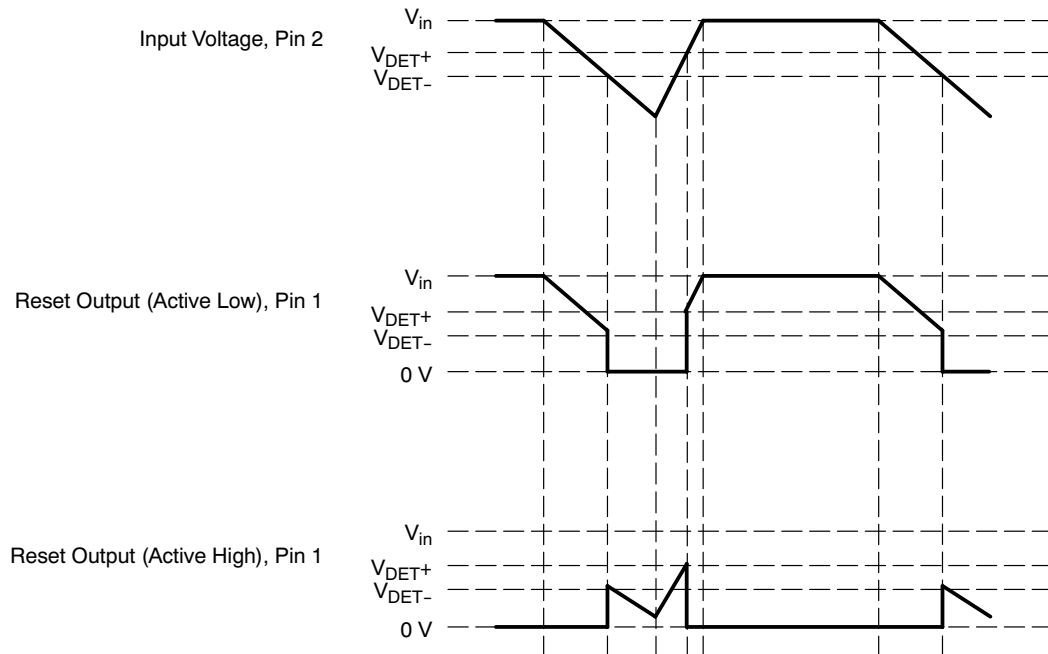 Input Voltage, Pin 2
Vin
VDET+
VDET−
Reset Output (Active Low), Pin 1
Vin
VDET+
VDET−
0 V
Reset Output (Active High), Pin 1
Vin
VDET+
VDET−
0 V